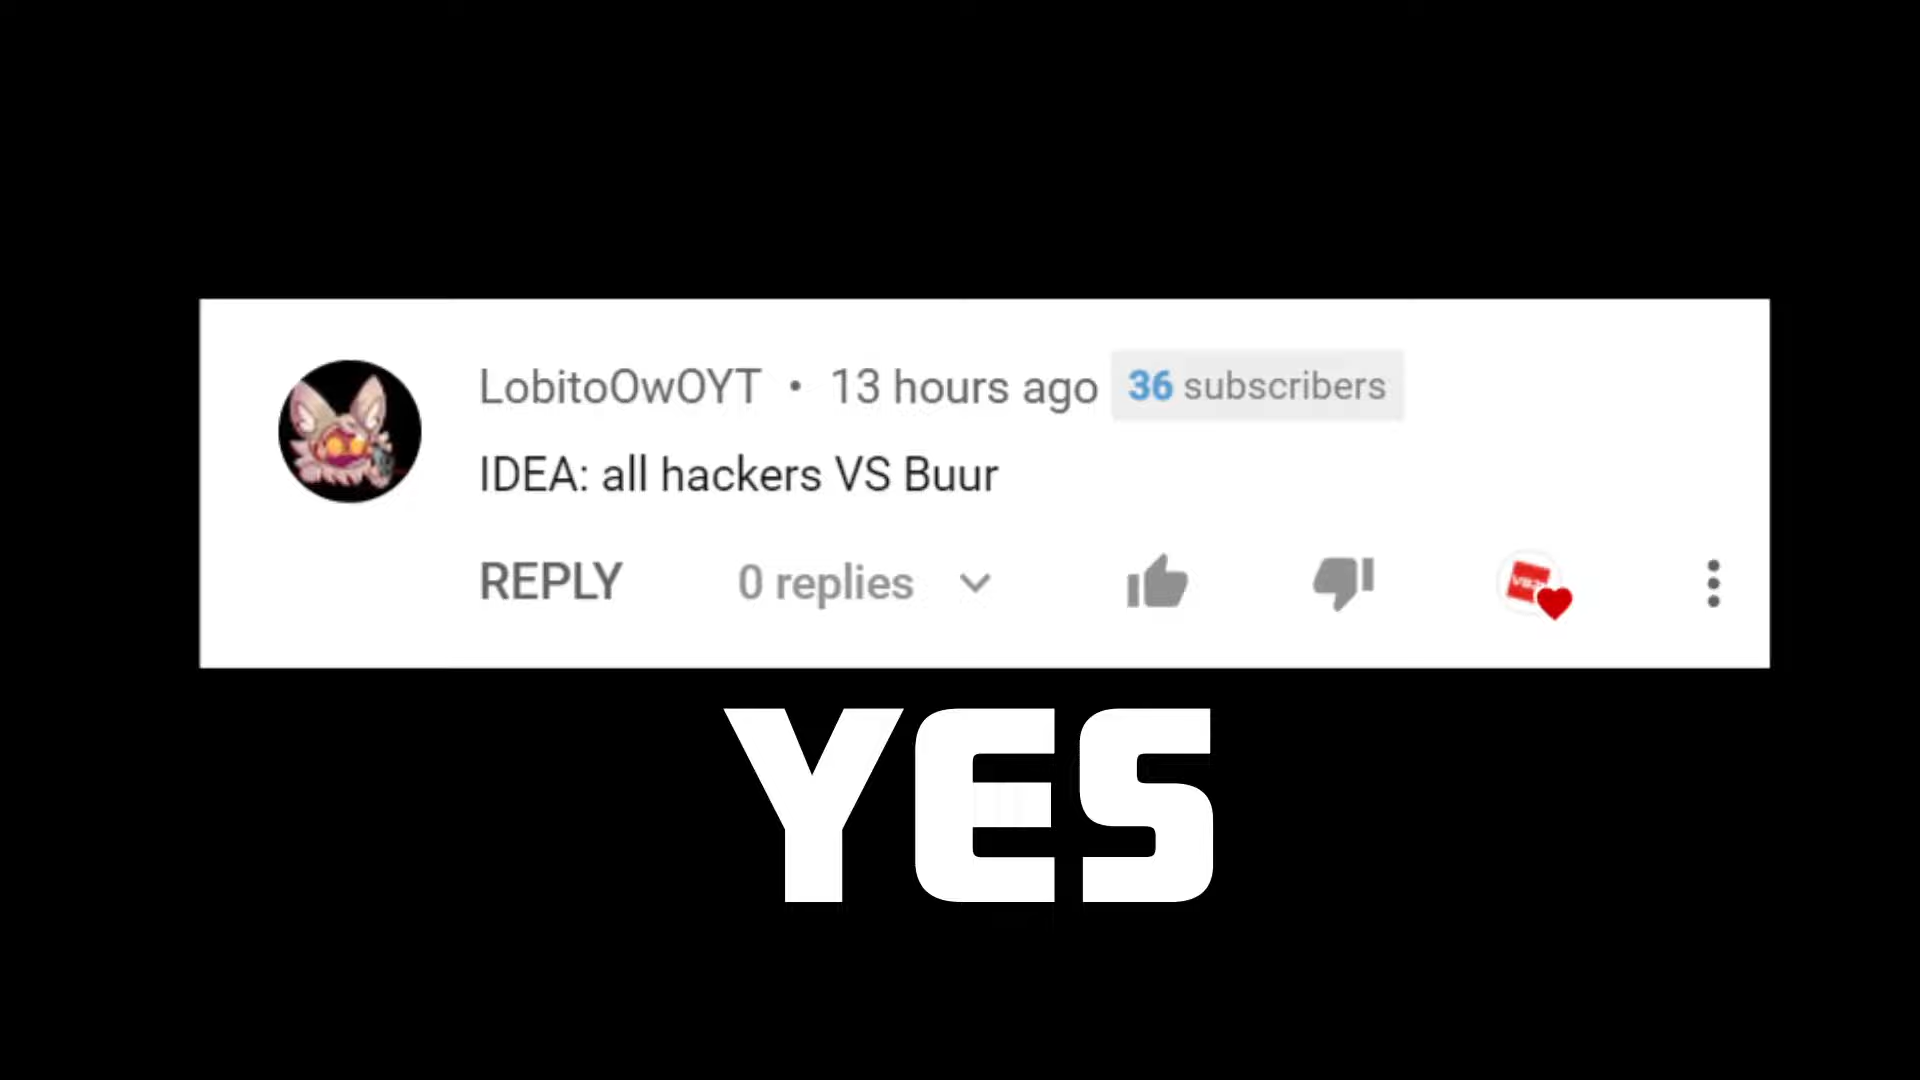 LobitoOwOYT • 13 hours ago 36 subscribers
IDEA: all hackers VS Buur
REPLY 0 replies
YES